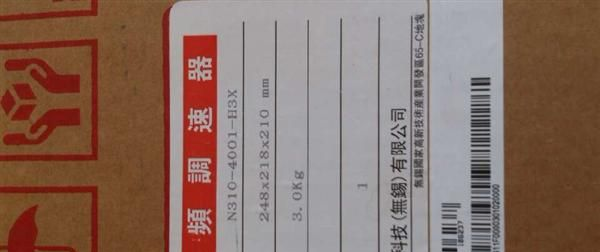 頻調速器
N310-4001-H3X
248x218x210 mm
3.0Kg
1
科技(無錫)有限公司
無錫國家高新技術產業開發區65-C地塊